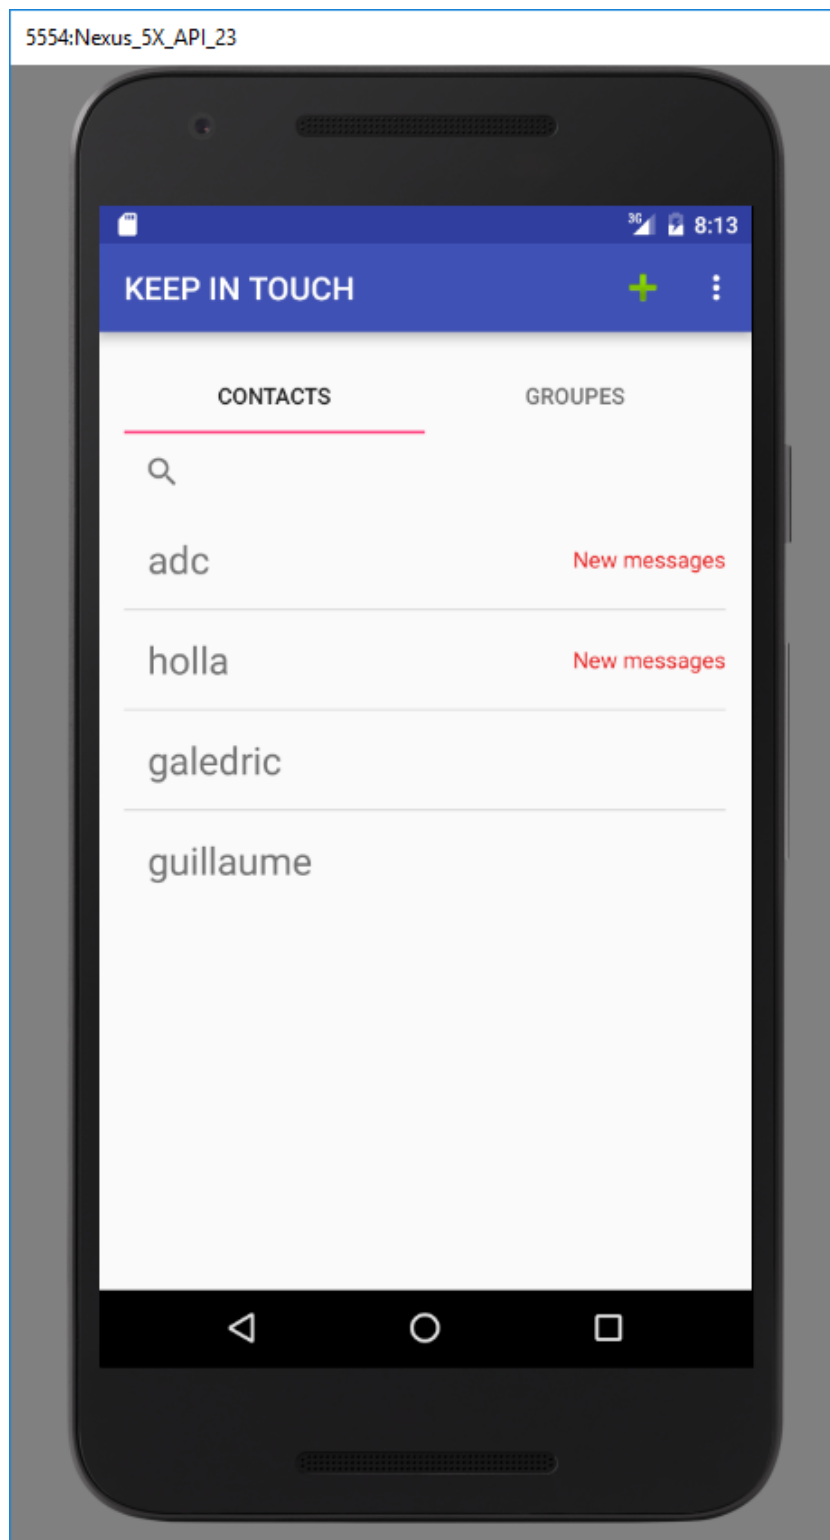 5554:Nexus_5X_API_23
3G 8:13
KEEP IN TOUCH
CONTACTS GROUPES
adc New messages
holla New messages
galedric
guillaume